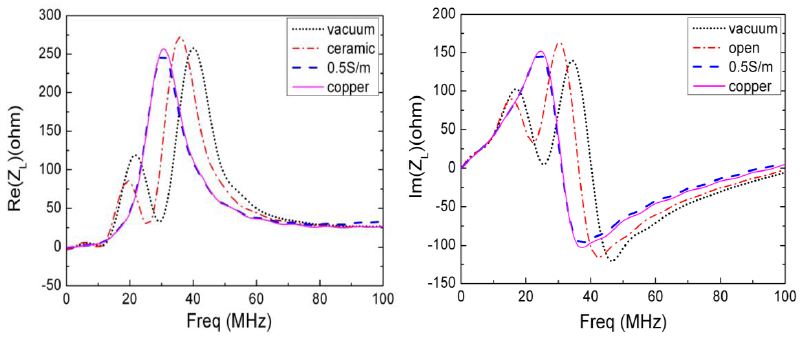 300
250
200
150
100
50
0
-50
Re(Z_L)(ohm)
vacuum
ceramic
0.5S/m
copper
0 20 40 60 80 100
Freq (MHz)
200
150
100
50
0
-50
-100
-150
Im(Z_L)(ohm)
vacuum
open
0.5S/m
copper
0 20 40 60 80 100
Freq (MHz)